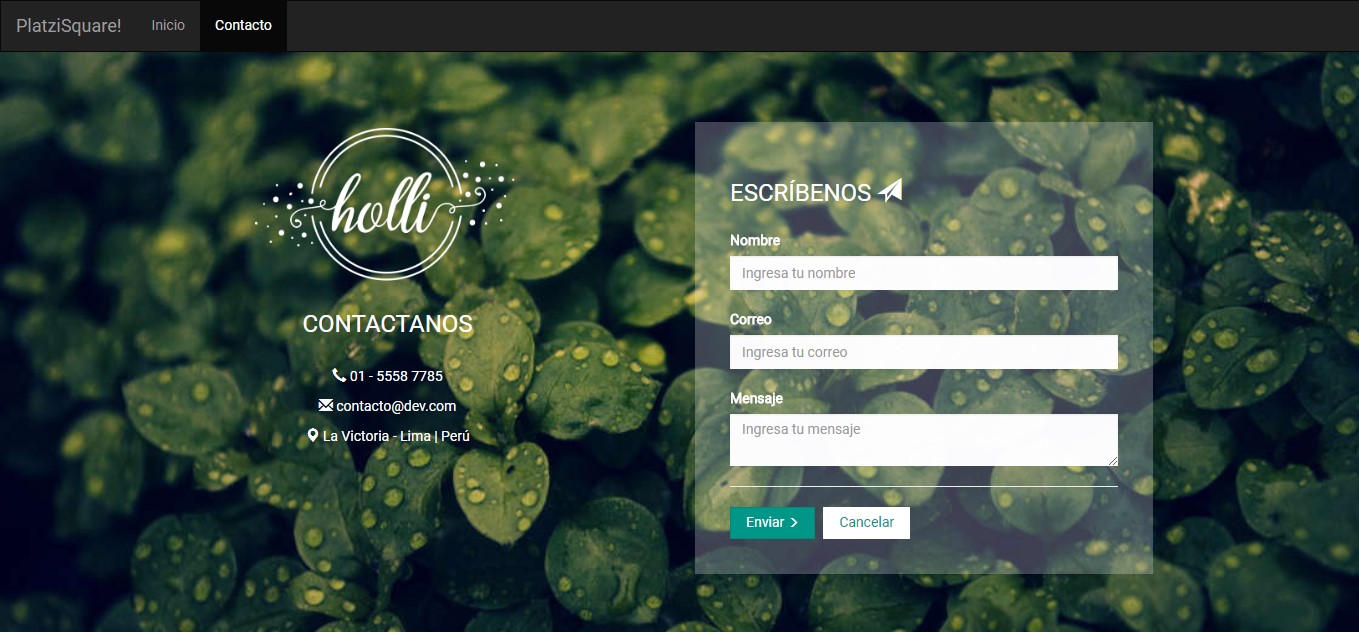 PlatziSquare! Inicio Contacto
holli
CONTACTANOS
01 - 5558 7785
contacto@dev.com
La Victoria - Lima | Perú
ESCRÍBENOS
Nombre
Ingresa tu nombre
Correo
Ingresa tu correo
Mensaje
Ingresa tu mensaje
Enviar Cancelar